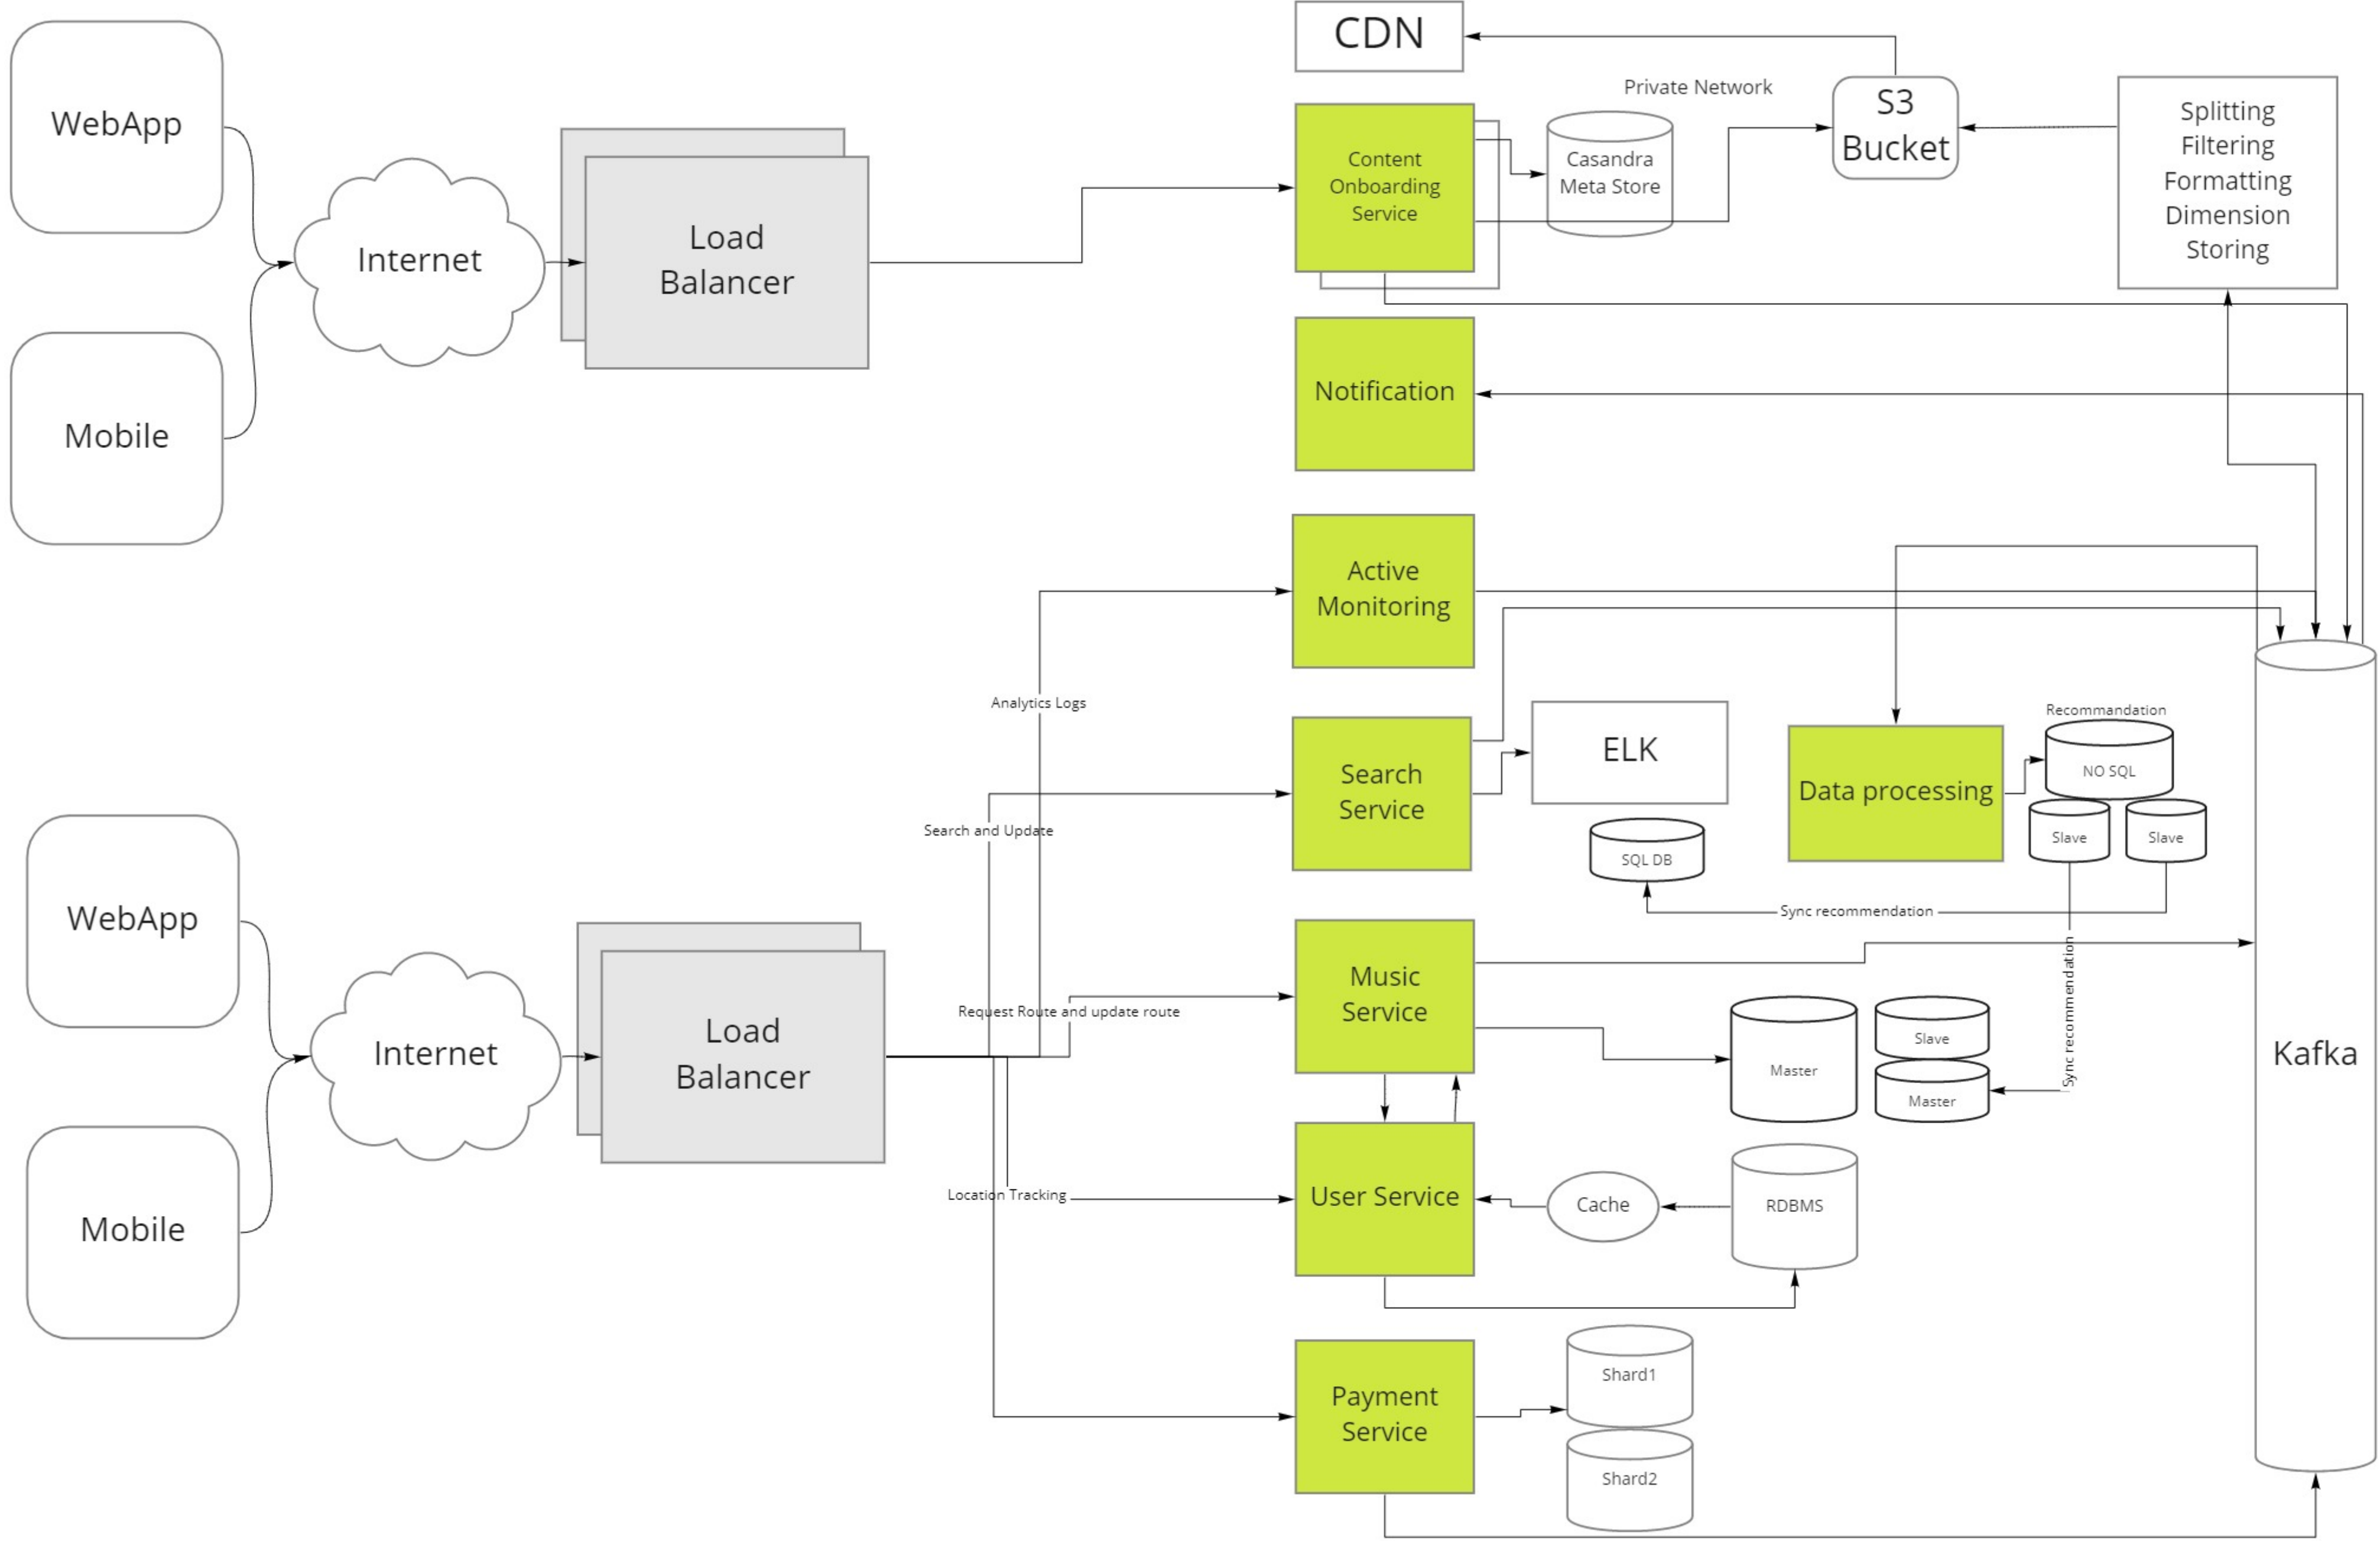 CDN
Private Network
S3
Bucket
Splitting
Filtering
Formatting
Dimension
Storing
WebApp
Content
Onboarding
Service
Casandra
Meta Store
Internet
Load
Balancer
Mobile
Notification
Active
Monitoring
Analytics Logs
Recommandation
ELK
Search
Service
Data processing
NO SQL
Search and Update
SQL DB
Slave
Slave
Sync recommendation
WebApp
Music
Service
Request Route and update route
Sync recommendation
Internet
Load
Balancer
Master
Slave
Master
Kafka
Mobile
Location Tracking
User Service
Cache
RDBMS
Payment
Service
Shard1
Shard2